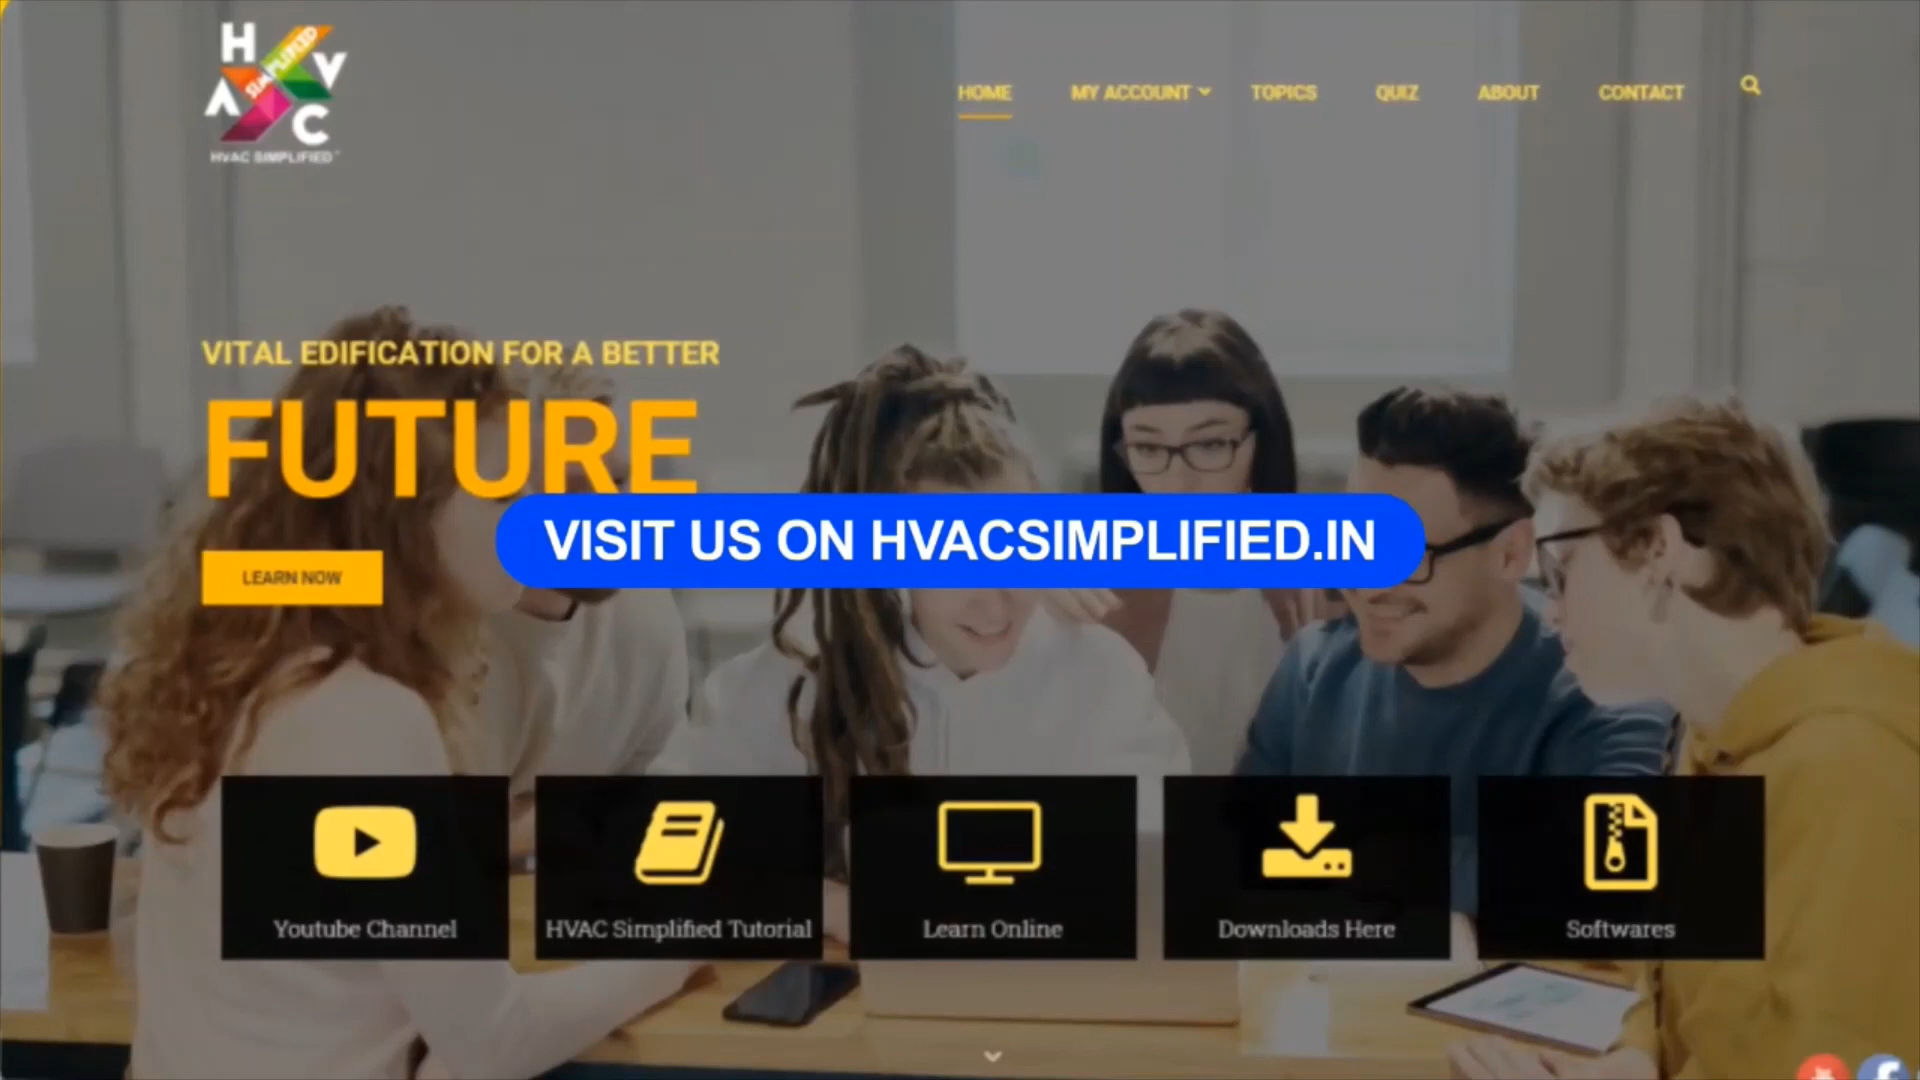 H
SIMPLIFIED
V
A
C
HVAC SIMPLIFIED™
HOME
MY ACCOUNT
TOPICS
QUIZ
ABOUT
CONTACT
VITAL EDIFICATION FOR A BETTER
FUTURE
VISIT US ON HVACSIMPLIFIED.IN
LEARN NOW
Youtube Channel
HVAC Simplified Tutorial
Learn Online
Downloads Here
Softwares